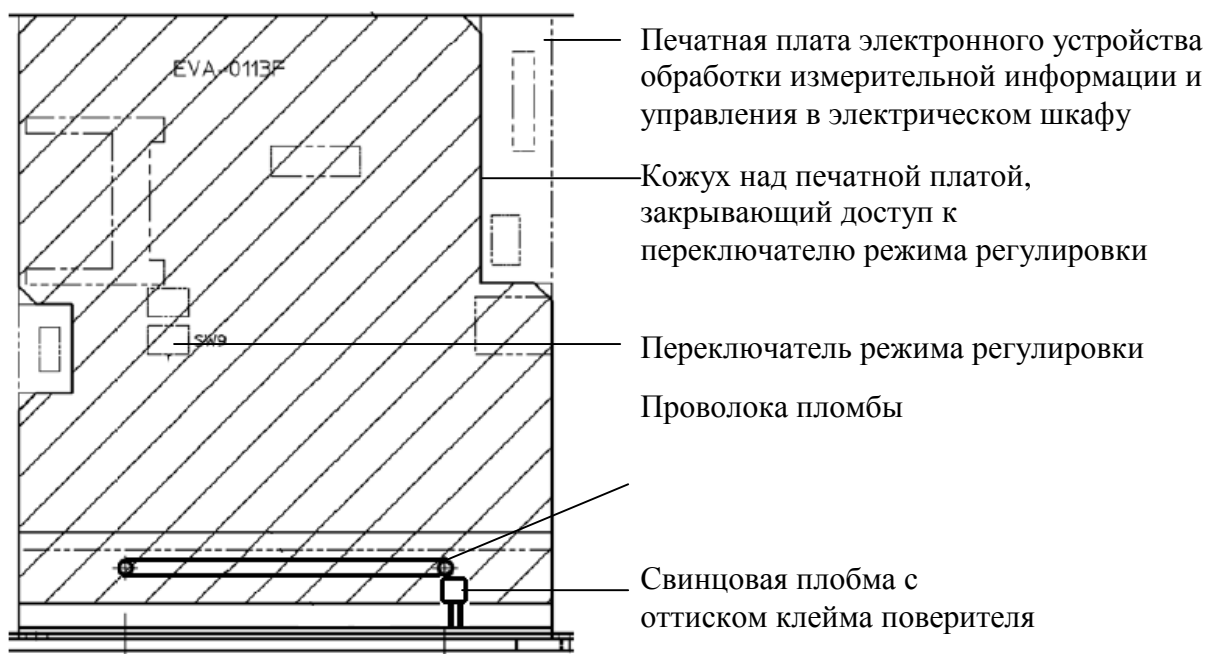 Печатная плата электронного устройства
обработки измерительной информации и
управления в электрическом шкафу
EVA-0113F
Кожух над печатной платой,
закрывающий доступ к
переключателю режима регулировки
SW9
Переключатель режима регулировки
Проволока пломбы
Свинцовая плобма с
оттиском клейма поверителя